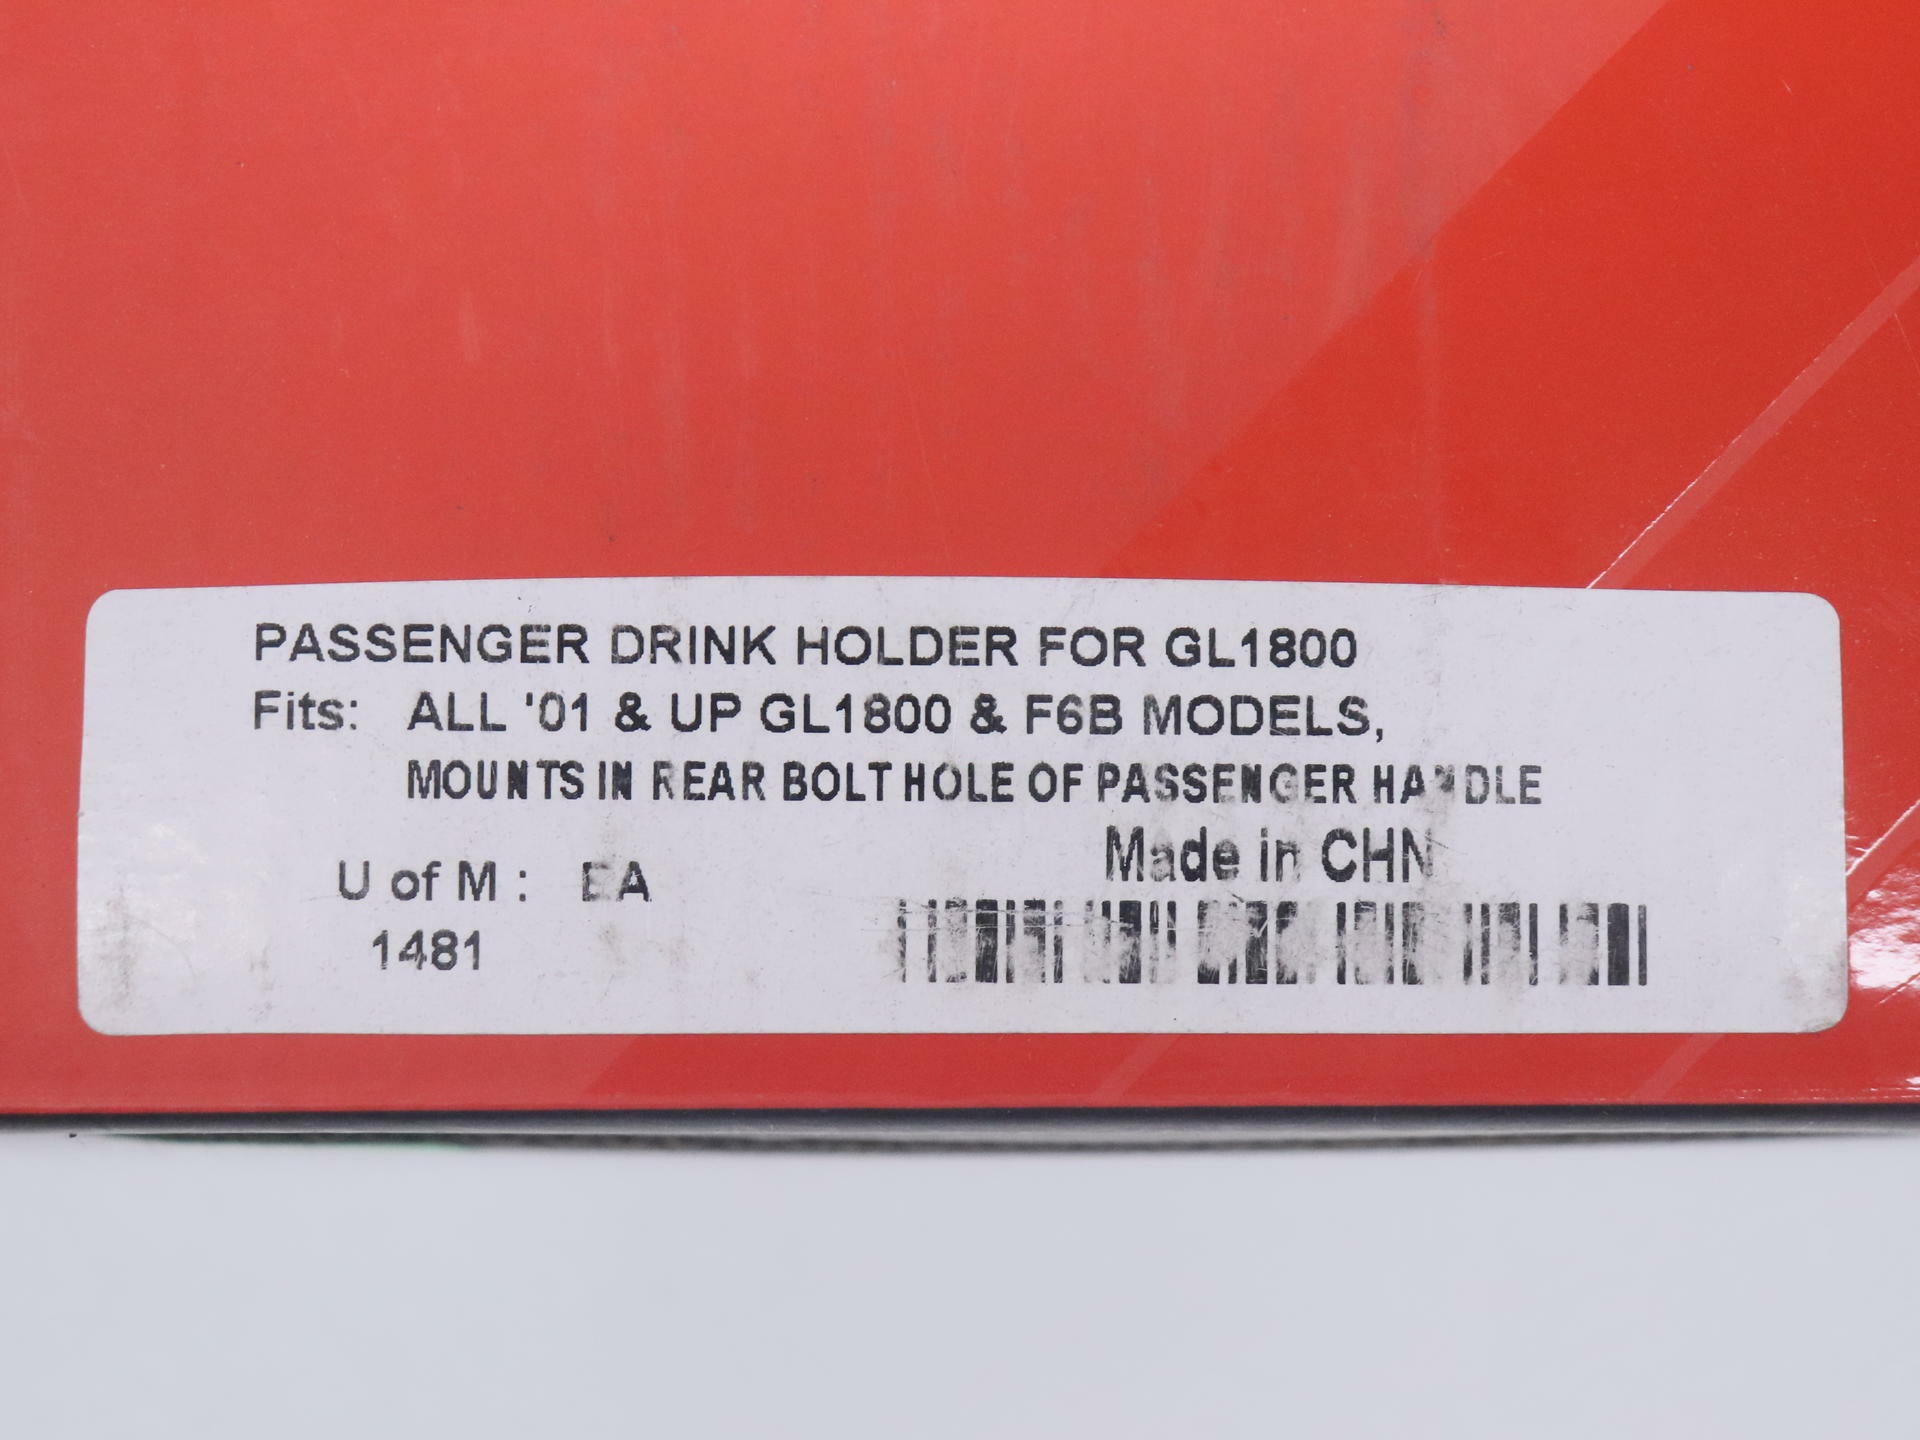 PASSENGER DRINK HOLDER FOR GL1800
Fits: ALL '01 & UP GL1800 & F6B MODELS,
MOUNTS IN REAR BOLT HOLE OF PASSENGER HANDLE
Made in CHN
U of M : EA
1481